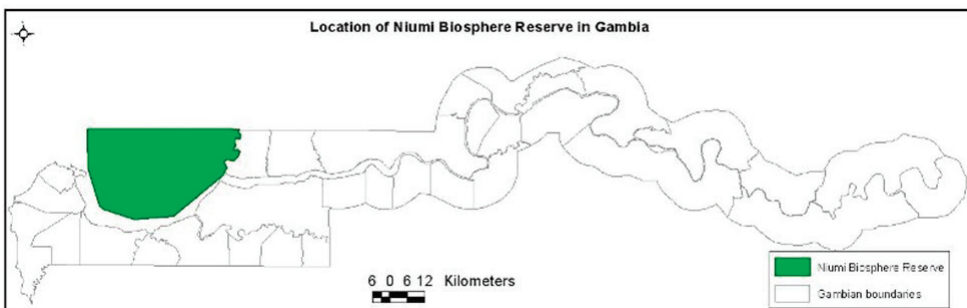 Location of Niumi Biosphere Reserve in Gambia
6 0 6 12 Kilometers
Niumi Biosphere Reserve
Gambian boundaries